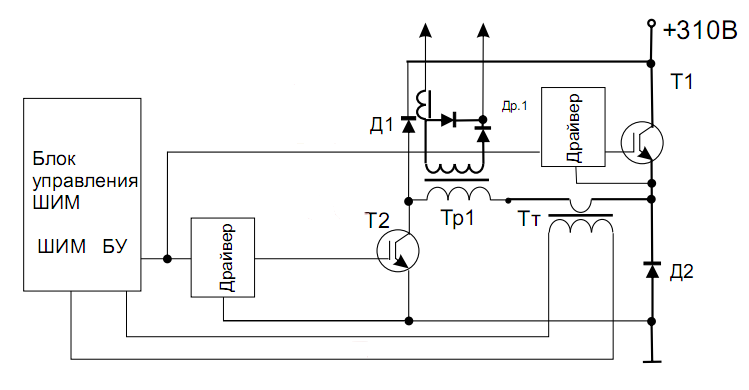 +310В
Т1
Др.1
Драйвер
Д1
Блок
управления
ШИМ
ШИМ БУ
Т2
Драйвер
Тр1
Тт
Д2